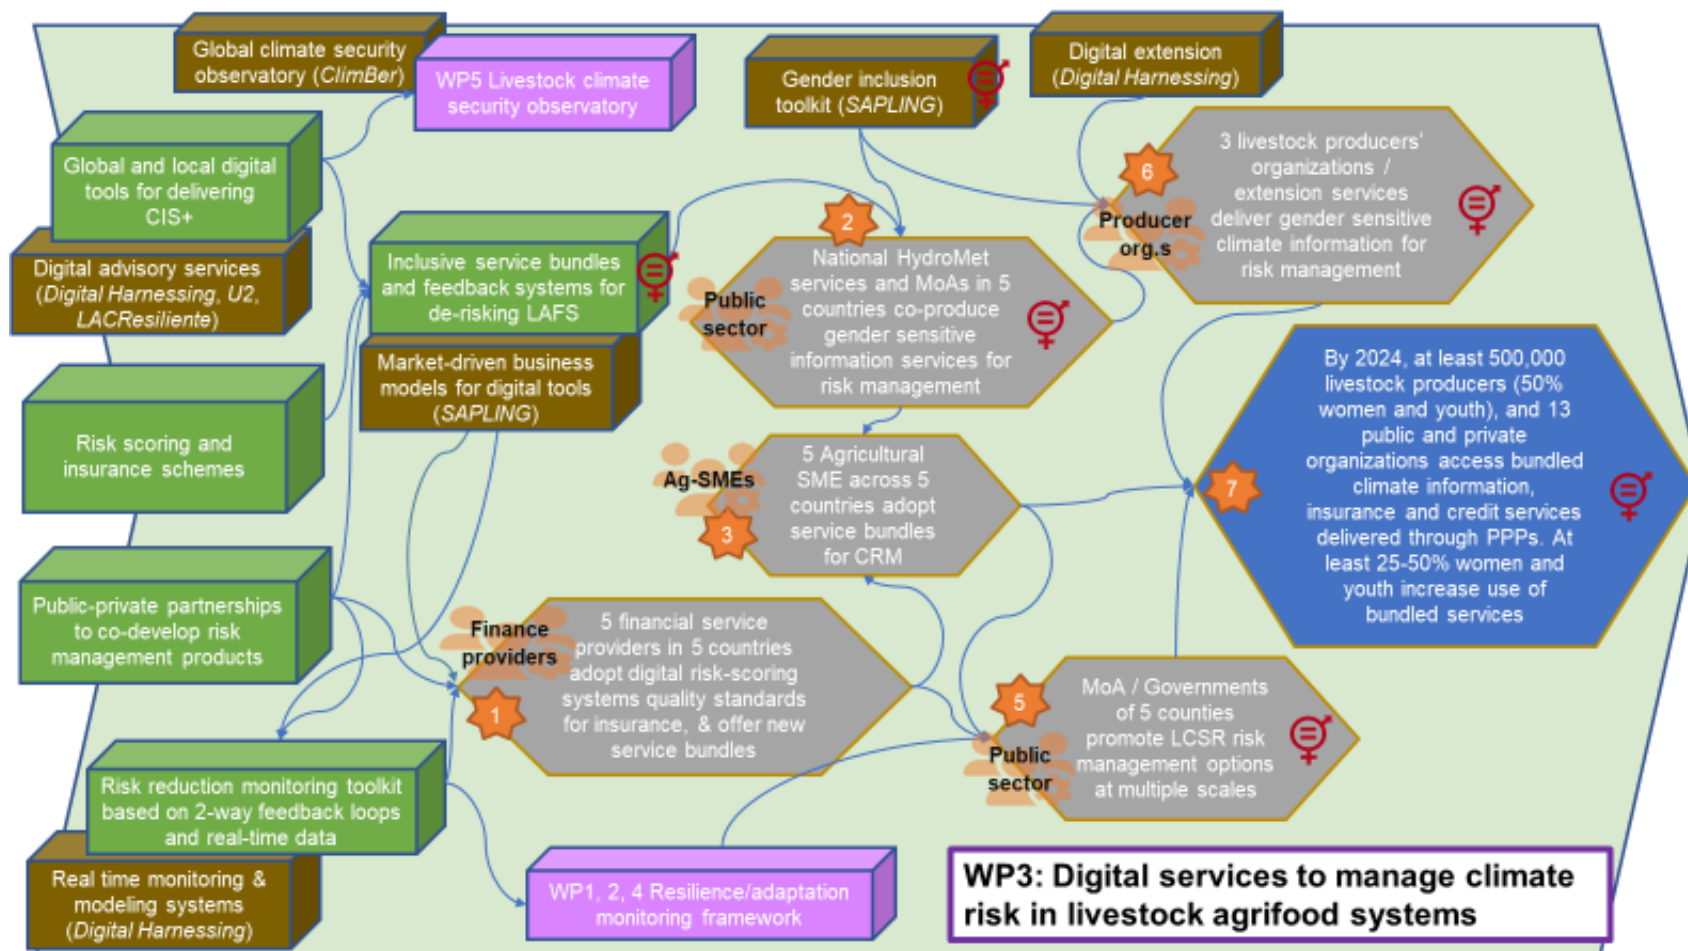 Global climate security
observatory (ClimBer)
WP5 Livestock climate
security observatory
Gender inclusion
toolkit (SAPLING)
Digital extension
(Digital Harnessing)
Global and local digital
tools for delivering
CIS+
Digital advisory services
(Digital Harnessing, U2,
LACResiliente)
Inclusive service bundles
and feedback systems for
de-risking LAFS
Market-driven business
models for digital tools
(SAPLING)
2
Public
sector
National HydroMet
services and MoAs in 5
countries co-produce
gender sensitive
information services for
risk management
6
Producer
org.s
3 livestock producers'
organizations /
extension services
deliver gender sensitive
climate information for
risk management
Risk scoring and
insurance schemes
Ag-SMEs
3
5 Agricultural
SME across 5
countries adopt
service bundles
for CRM
7
By 2024, at least 500,000
livestock producers (50%
women and youth), and 13
public and private
organizations access bundled
climate information,
insurance and credit services
delivered through PPPs. At
least 25-50% women and
youth increase use of
bundled services
Public-private partnerships
to co-develop risk
management products
Finance
providers
1
5 financial service
providers in 5 countries
adopt digital risk-scoring
systems quality standards
for insurance, & offer new
service bundles
5
Public
sector
MoA / Governments
of 5 counties
promote LCSR risk
management options
at multiple scales
Risk reduction monitoring toolkit
based on 2-way feedback loops
and real-time data
Real time monitoring &
modeling systems
(Digital Harnessing)
WP1, 2, 4 Resilience/adaptation
monitoring framework
WP3: Digital services to manage climate
risk in livestock agrifood systems